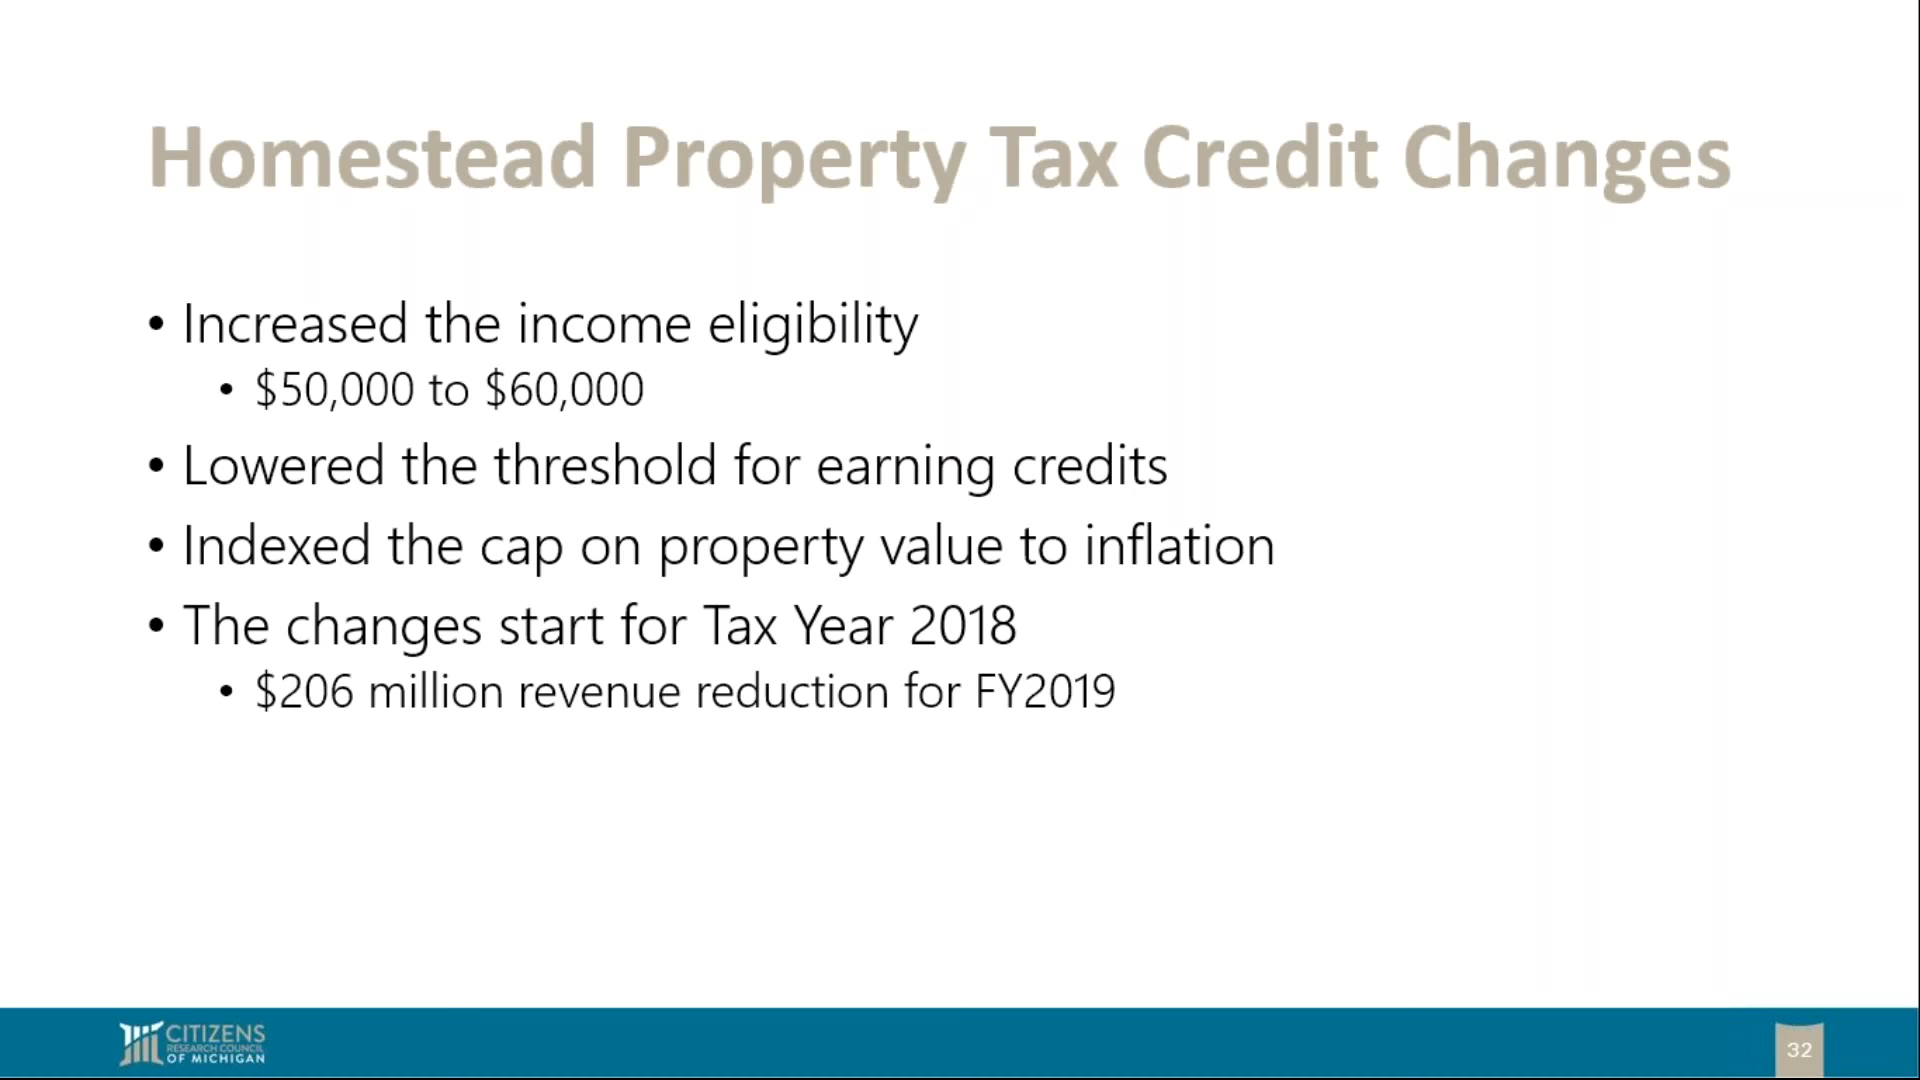 Homestead Property Tax Credit Changes
• Increased the income eligibility
• $50,000 to $60,000
• Lowered the threshold for earning credits
• Indexed the cap on property value to inflation
• The changes start for Tax Year 2018
• $206 million revenue reduction for FY2019
CITIZENS
RESEARCH COUNCIL
OF MICHIGAN
32